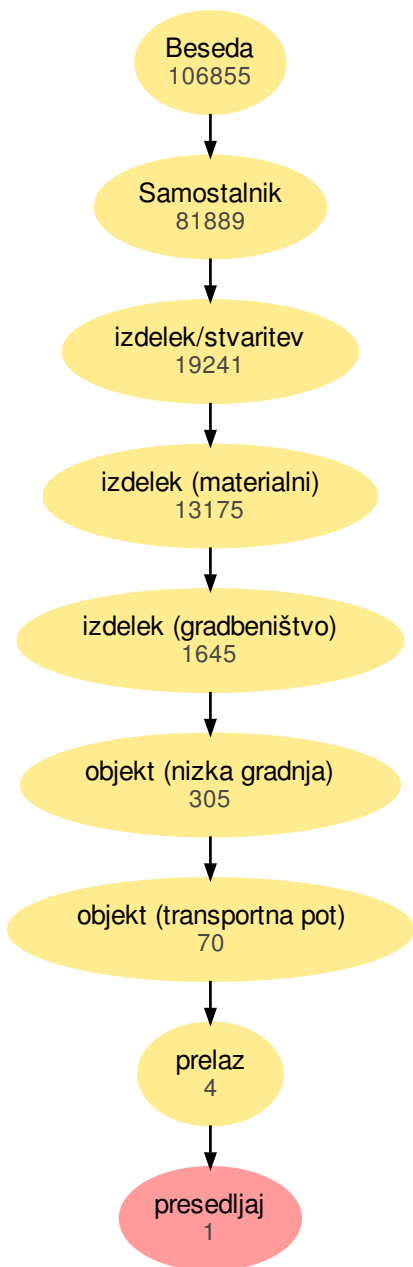 Beseda
106855
Samostalnik
81889
izdelek/stvaritev
19241
izdelek (materialni)
13175
izdelek (gradbeništvo)
1645
objekt (nizka gradnja)
305
objekt (transportna pot)
70
prelaz
4
presedljaj
1